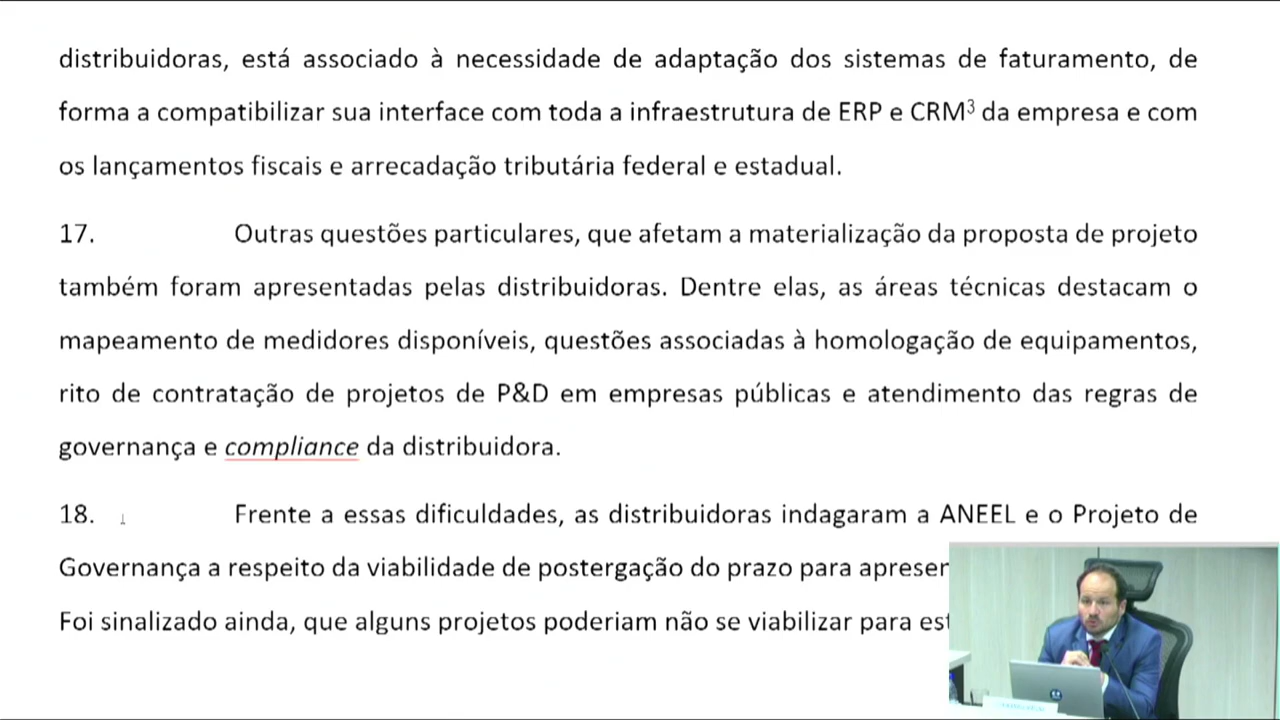 distribuidoras, está associado à necessidade de adaptação dos sistemas de faturamento, de
forma a compatibilizar sua interface com toda a infraestrutura de ERP e CRM³ da empresa e com
os lançamentos fiscais e arrecadação tributária federal e estadual.
17. Outras questões particulares, que afetam a materialização da proposta de projeto
também foram apresentadas pelas distribuidoras. Dentre elas, as áreas técnicas destacam o
mapeamento de medidores disponíveis, questões associadas à homologação de equipamentos,
rito de contratação de projetos de P&D em empresas públicas e atendimento das regras de
governança e compliance da distribuidora.
18. Frente a essas dificuldades, as distribuidoras indagaram a ANEEL e o Projeto de
Governança a respeito da viabilidade de postergação do prazo para apresen
Foi sinalizado ainda, que alguns projetos poderiam não se viabilizar para est